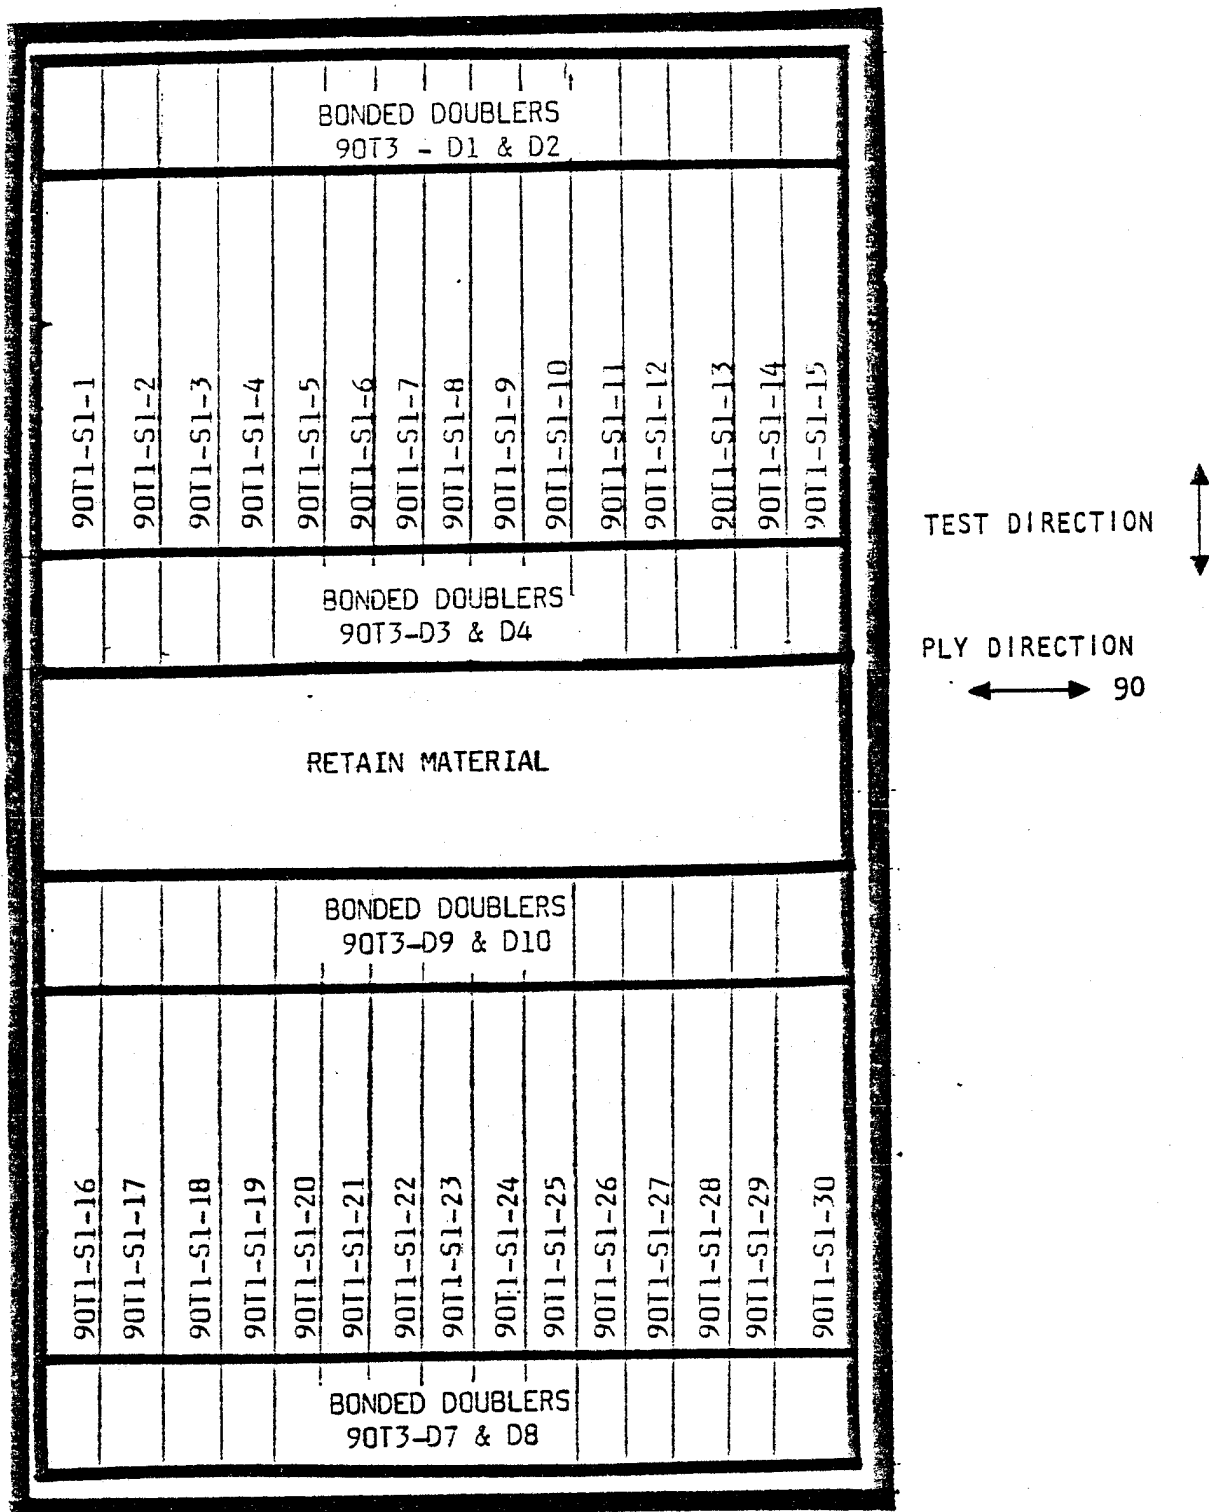 BONDED DOUBLERS
90T3 - D1 & D2
90T1-S1-1
90T1-S1-2
90T1-S1-3
90T1-S1-4
90T1-S1-5
90T1-S1-6
90T1-S1-7
90T1-S1-8
90T1-S1-9
90T1-S1-10
90T1-S1-11
90T1-S1-12
90T1-S1-13
90T1-S1-14
90T1-S1-15
TEST DIRECTION
BONDED DOUBLERS
90T3-D3 & D4
PLY DIRECTION
90
RETAIN MATERIAL
BONDED DOUBLERS
90T3-D9 & D10
90T1-S1-16
90T1-S1-17
90T1-S1-18
90T1-S1-19
90T1-S1-20
90T1-S1-21
90T1-S1-22
90T1-S1-23
90T1-S1-24
90T1-S1-25
90T1-S1-26
90T1-S1-27
90T1-S1-28
90T1-S1-29
90T1-S1-30
BONDED DOUBLERS
90T3-D7 & D8